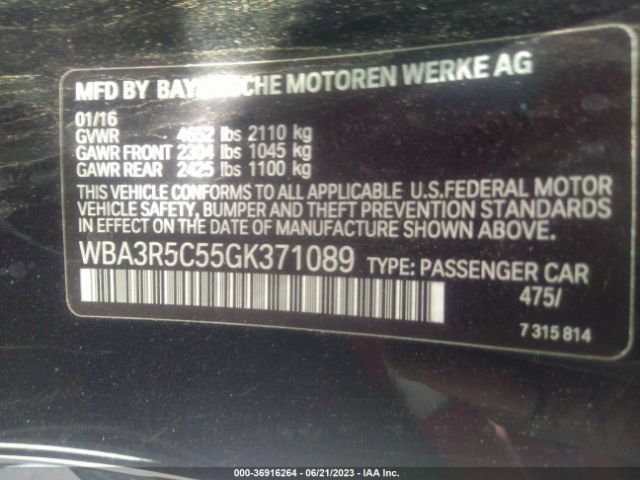 MFD BY BAYERISCHE MOTOREN WERKE AG
01/16
GVWR 4652 lbs 2110 kg
GAWR FRONT 2304 lbs 1045 kg
GAWR REAR 2425 lbs 1100 kg
THIS VEHICLE CONFORMS TO ALL APPLICABLE U.S.FEDERAL MOTOR
VEHICLE SAFETY, BUMPER AND THEFT PREVENTION STANDARDS
IN EFFECT ON THE DATE OF MANUFACTURE SHOWN ABOVE.
WBA3R5C55GK371089 TYPE: PASSENGER CAR
475/
7 315 814
000-36916264 - 06/21/2023 - IAA Inc.